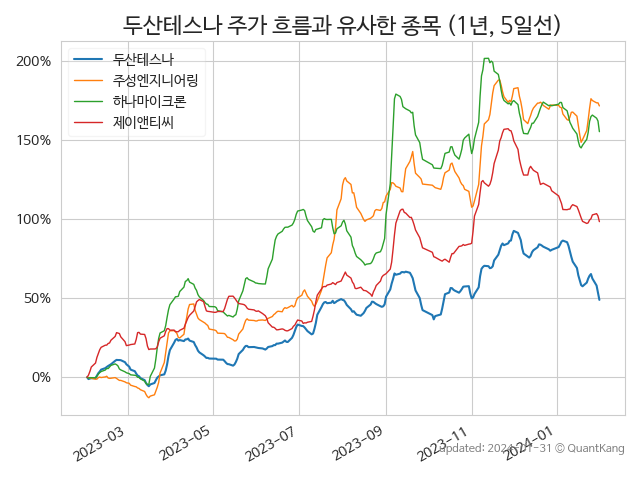 두산테스나 주가 흐름과 유사한 종목 (1년, 5일선)
두산테스나
주성엔지니어링
하나마이크론
제이앤티씨
200%
150%
100%
50%
0%
2023-03
2023-05
2023-07
2023-09
2023-11
2024-01
updated: 2024-01-31 © QuantKang